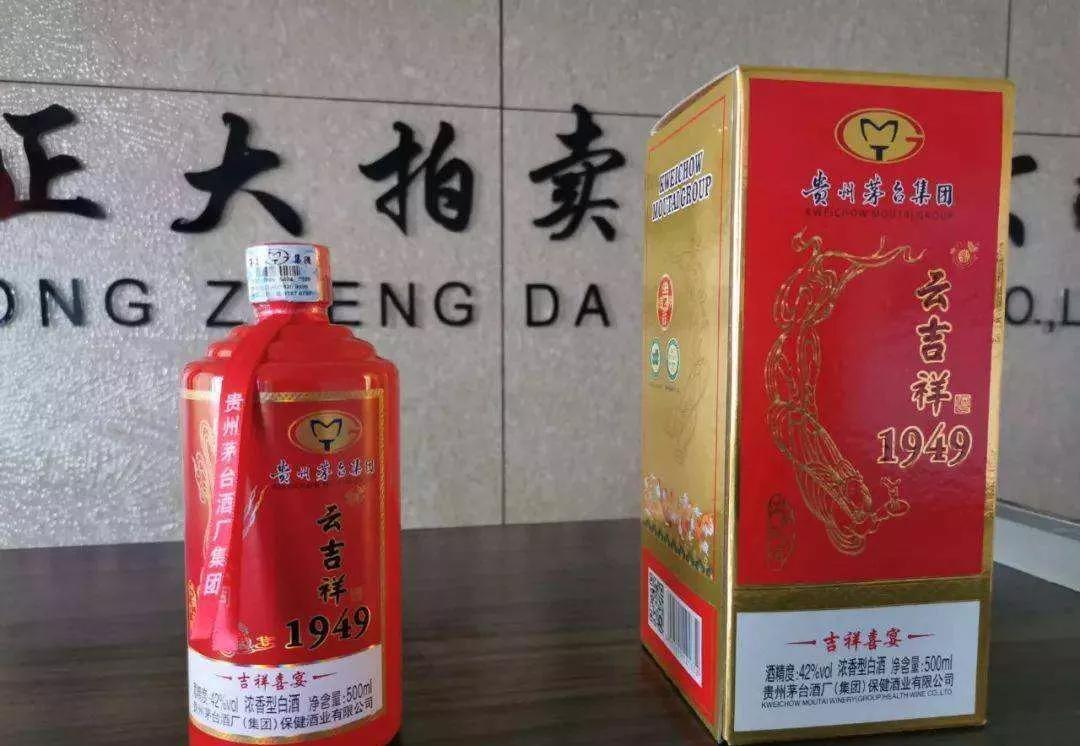 正大拍卖
ONG ZHENG DA
O.,L
贵州茅台酒厂集团
贵州茅台集团
云吉祥
1949
吉祥喜宴
酒精度:42%vol 浓香型白酒 净含量:500ml
贵州茅台酒厂(集团)保健酒业有限公司
KWEICHOW
MOUTAI GROUP
贵州茅台集团
KWEICHOW MOUTAI GROUP
云吉祥
1949
吉祥喜宴
酒精度:42%vol 浓香型白酒 净含量:500ml
贵州茅台酒厂(集团)保健酒业有限公司
KWEICHOW MOUTAI WINERY(GROUP)HEALTH WINE CO.,LTD